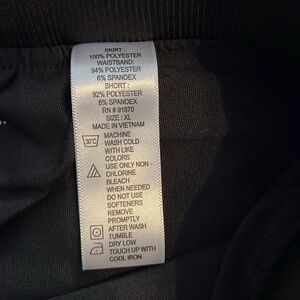 SKIRT:
100% POLYESTER
WAISTBAND:
94% POLYESTER
6% SPANDEX
SHORT:
92% POLYESTER
8% SPANDEX
RN # 91870
SIZE: XL
MADE IN VIETNAM
MACHINE
WASH COLD
WITH LIKE
COLORS
USE ONLY NON-
CHLORINE
BLEACH
WHEN NEEDED
DO NOT USE
SOFTENERS
REMOVE
PROMPTLY
AFTER WASH
TUMBLE
DRY LOW
TOUCH UP WITH
COOL IRON
30°C